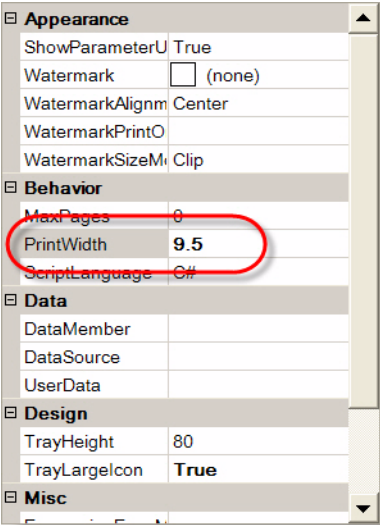 Appearance
ShowParameterU True
Watermark (none)
WatermarkAlignm Center
WatermarkPrintO
WatermarkSizeM Clip
Behavior
MaxPages 0
PrintWidth 9.5
ScriptLanguage C#
Data
DataMember
DataSource
UserData
Design
TrayHeight 80
TrayLargeIcon True
Misc